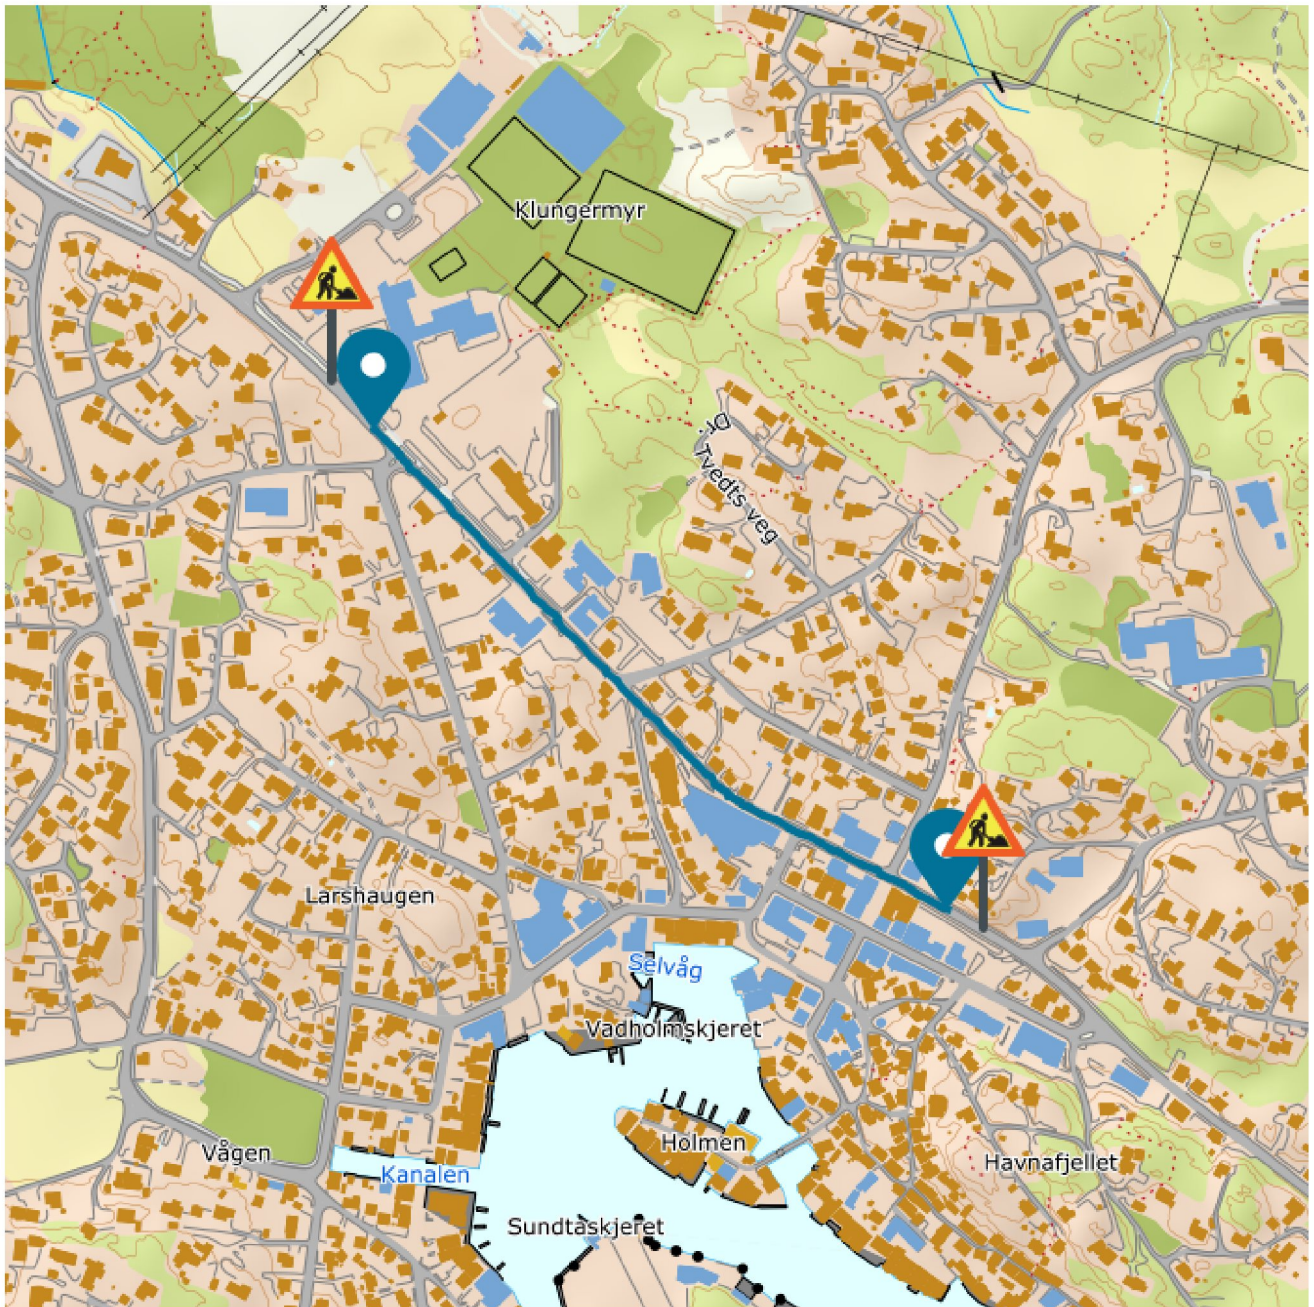 Klungermyr
O. Tvedts veg
Larshaugen
Selvåg
Vadholmskjeret
Holmen
Vågen
Kanalen
Havnafjellet
Sundtaskjeret